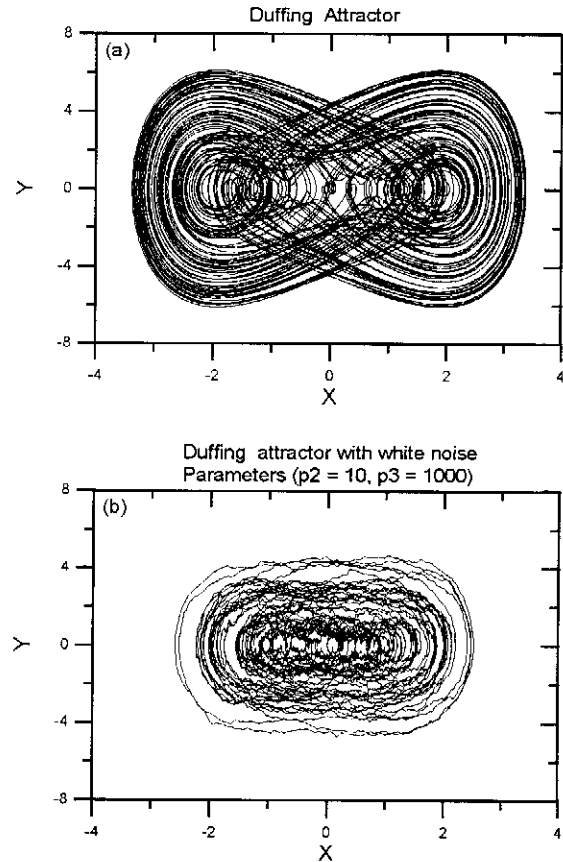 Duffing Attractor
(a)
8
4
0
-4
-8
Y
-4
-2
0
2
4
X
Duffing attractor with white noise
Parameters (p2 = 10, p3 = 1000)
(b)
8
4
0
-4
-8
Y
-4
-2
0
2
4
X